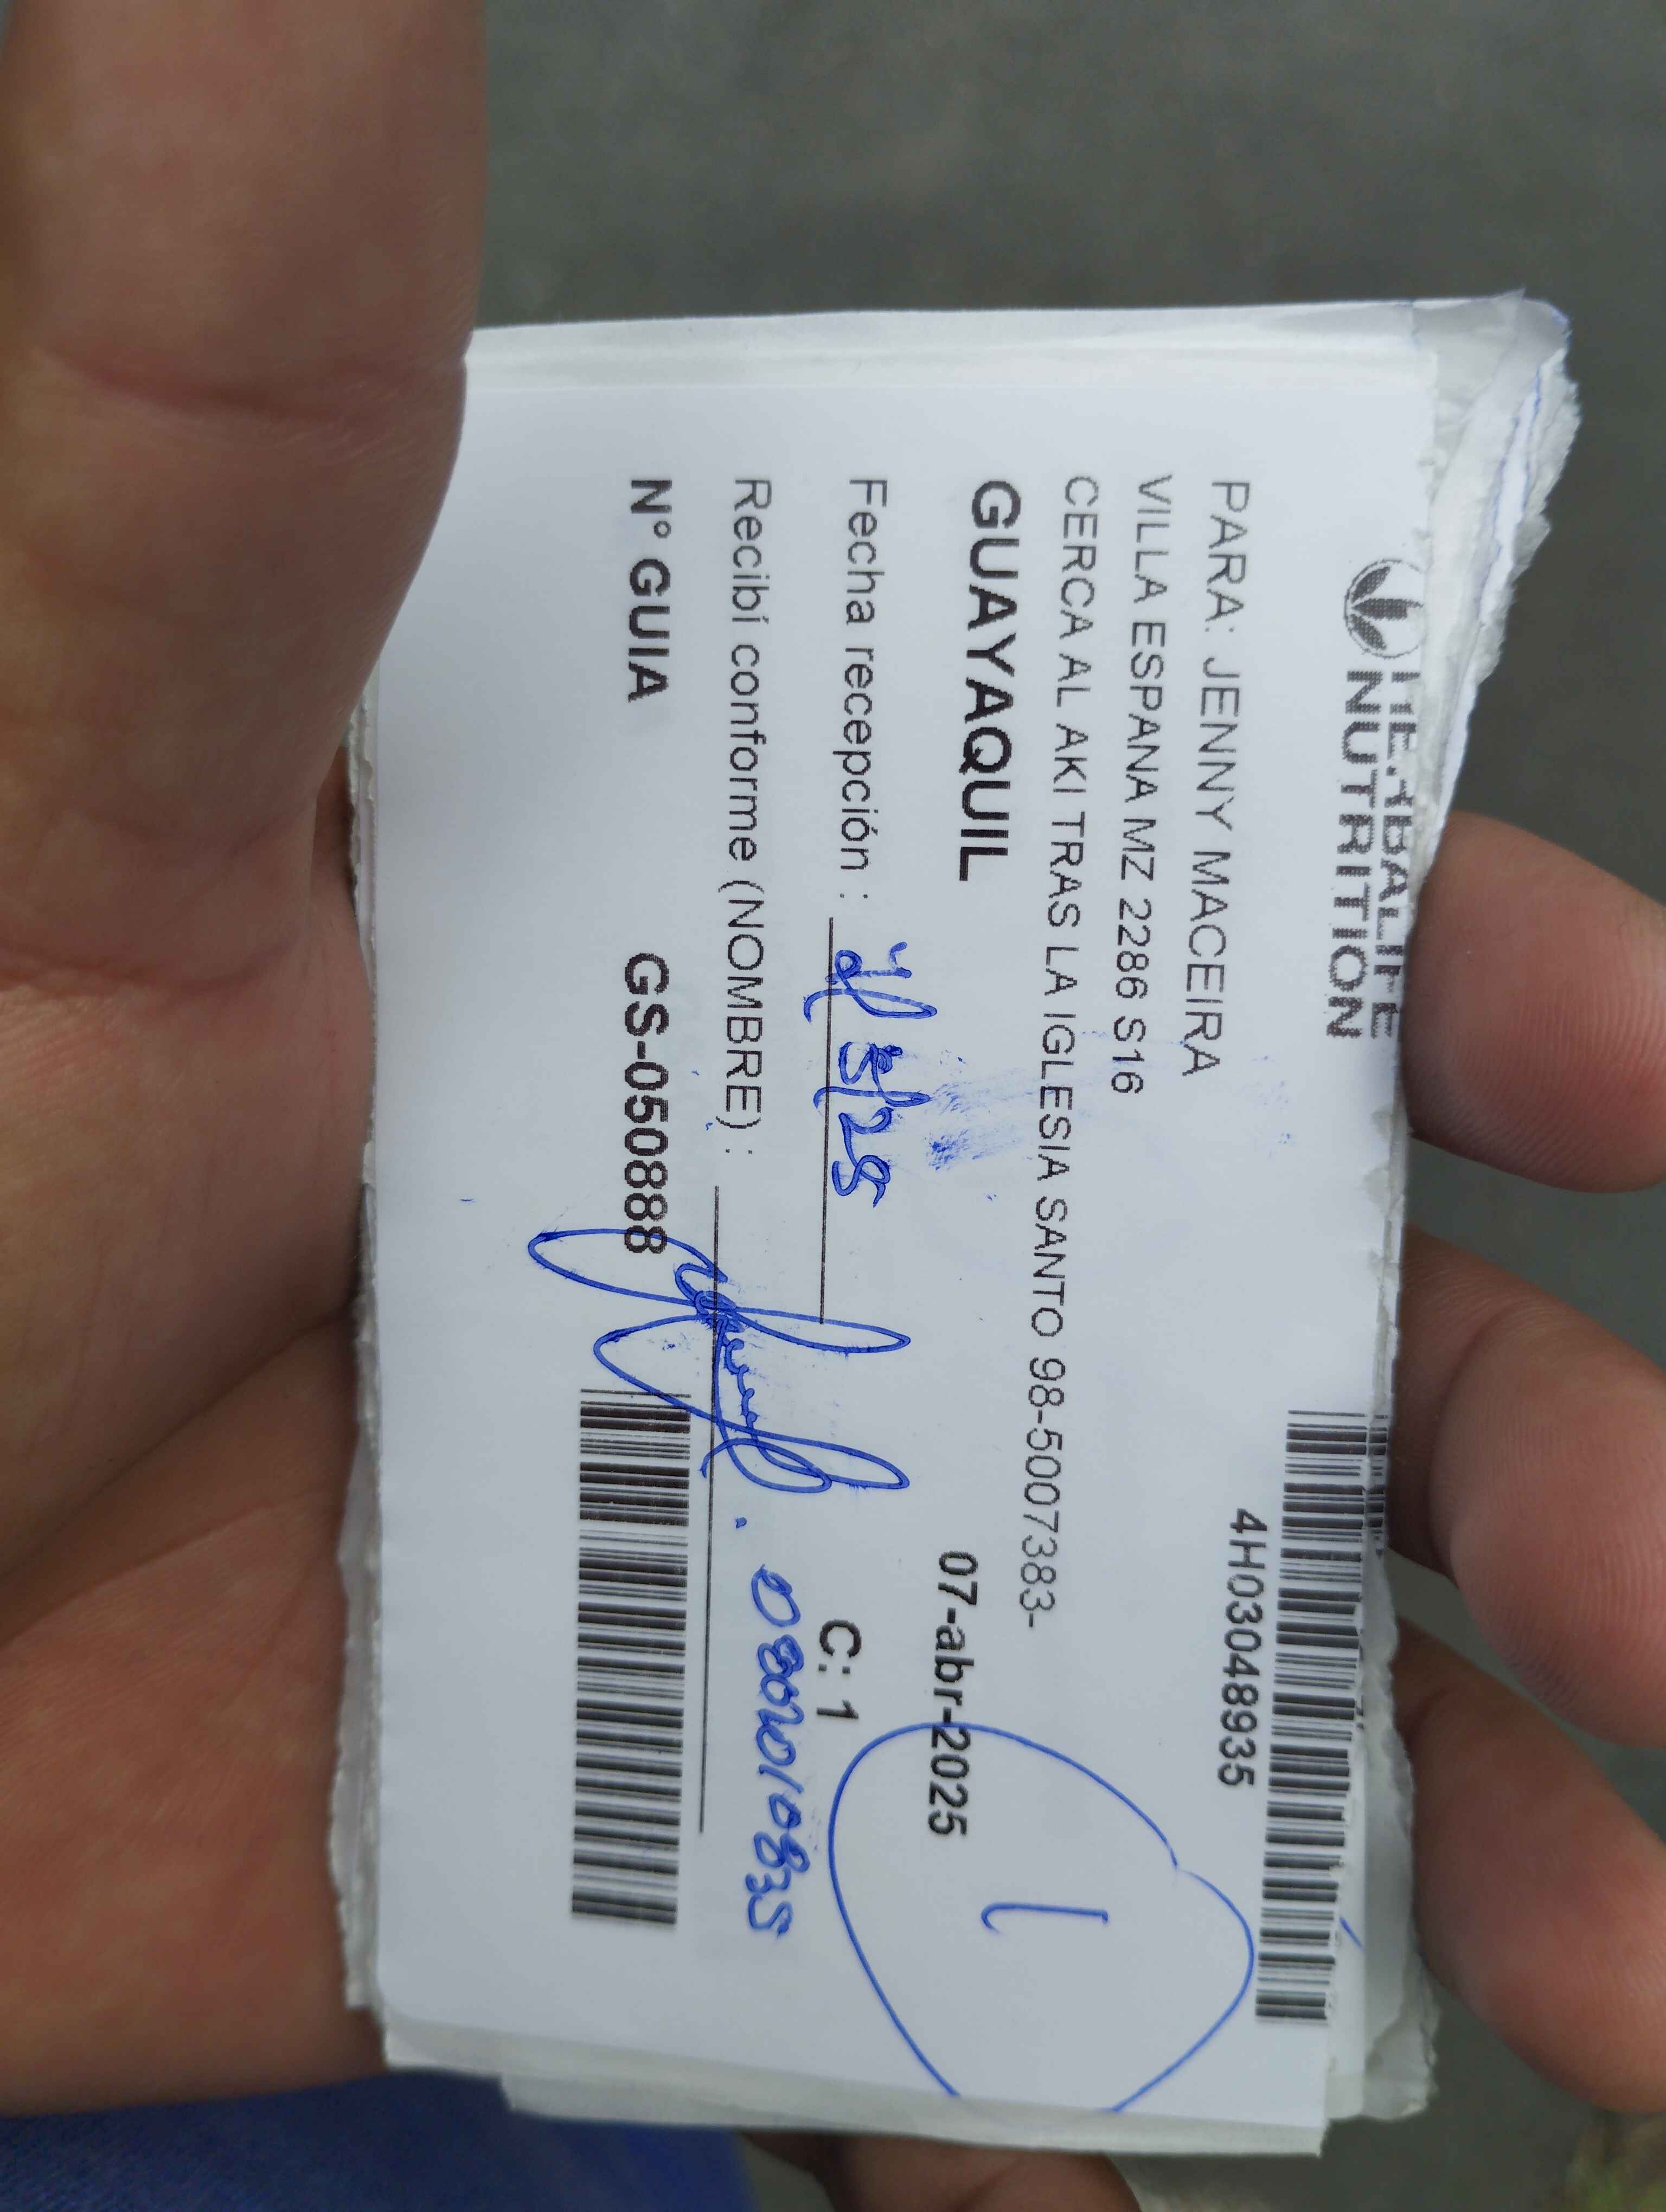 HERBALIFE
NUTRITION
4H03048935
PARA: JENNY MACEIRA
VILLA ESPANA MZ 2286 S16
CERCA AL AKI TRAS LA IGLESIA SANTO 98-5007383-
GUAYAQUIL 07-abr-2025
1
Fecha recepción : C: 1
Recibí conforme (NOMBRE) :
N° GUIA GS-050888